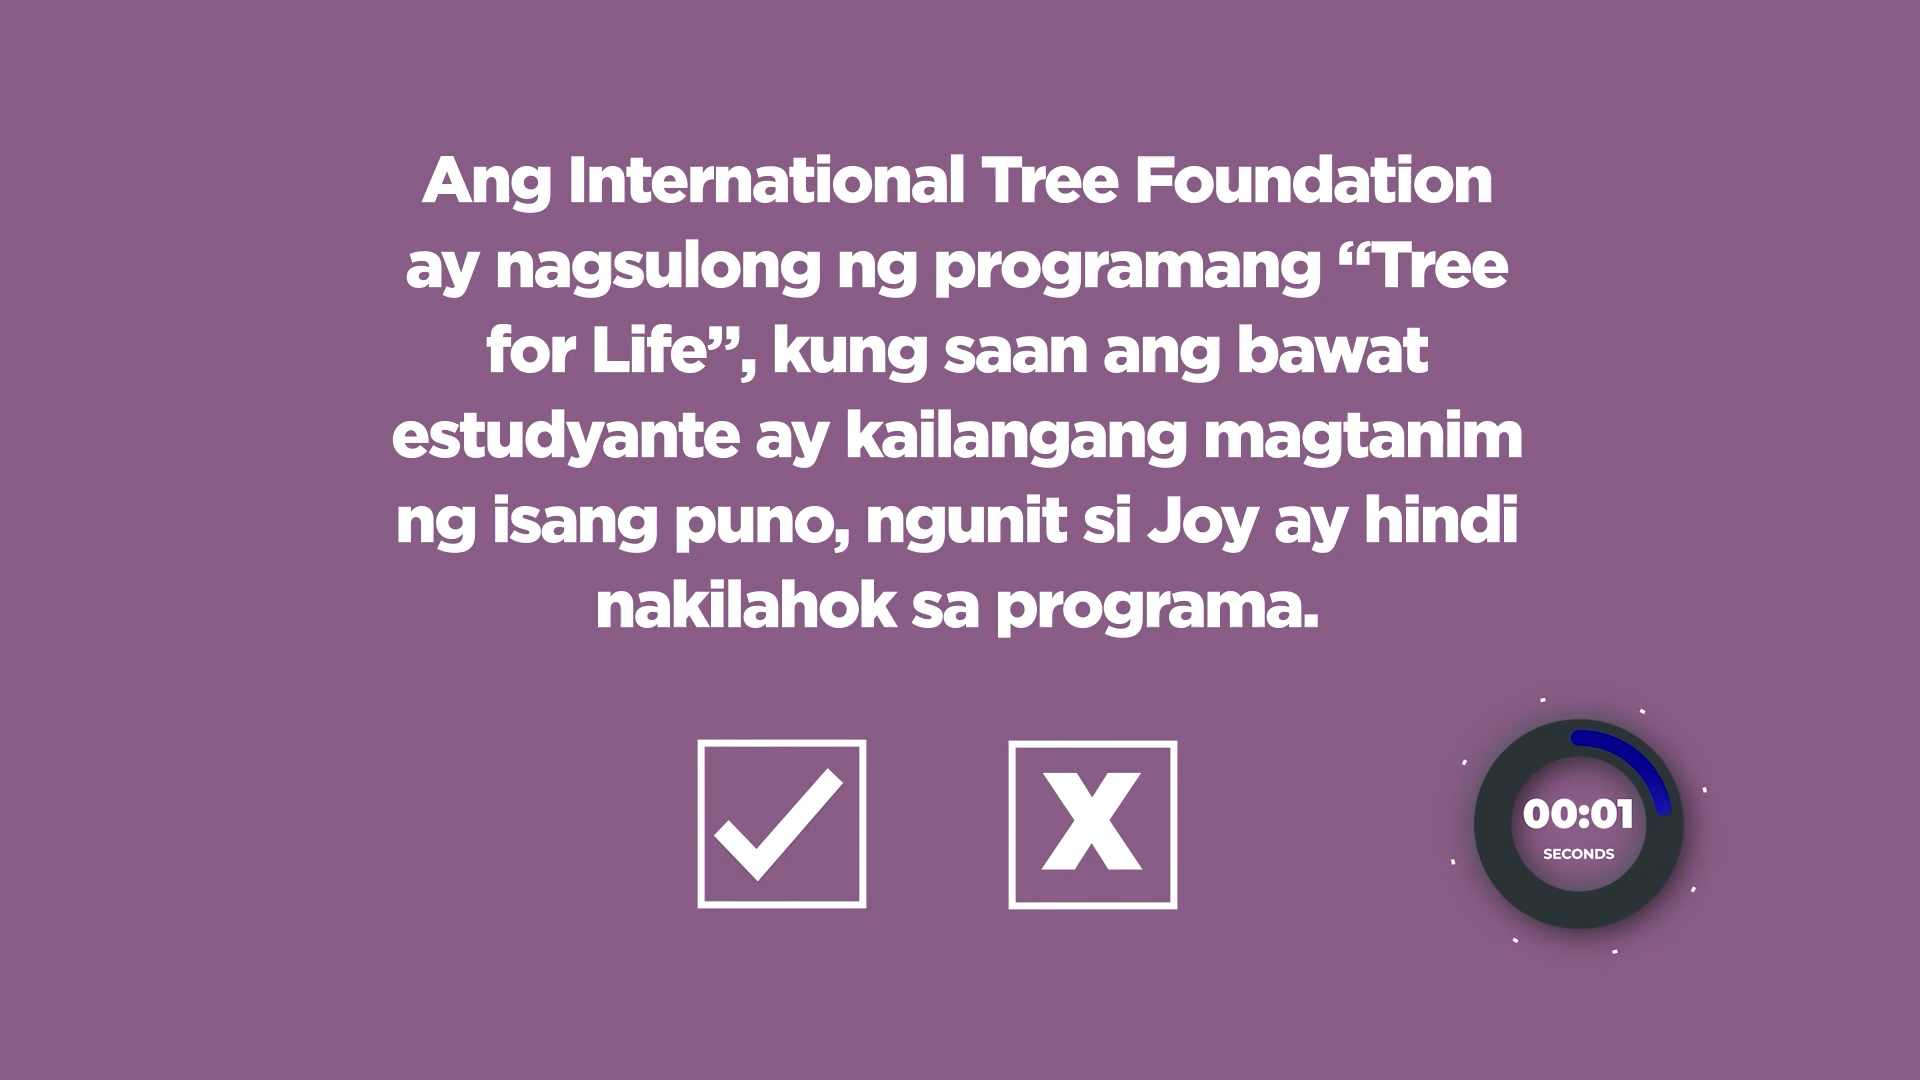 Ang International Tree Foundation
ay nagsulong ng programang “Tree
for Life”, kung saan ang bawat
estudyante ay kailangang magtanim
ng isang puno, ngunit si Joy ay hindi
nakilahok sa programa.
X
00:01
SECONDS